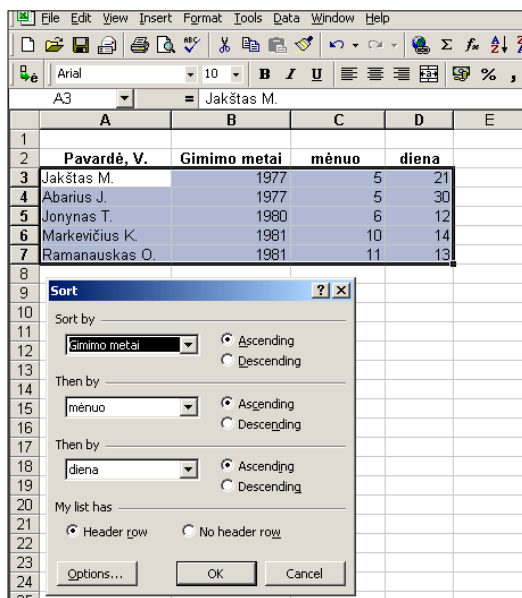 File Edit View Insert Format Tools Data Window Help
Arial 10 B I U %
A3 = Jakštas M.
A B C D E
1
2 Pavardė, V. Gimimo metai mėnuo diena
3 Jakštas M. 1977 5 21
4 Abarius J. 1977 5 30
5 Jonynas T. 1980 6 12
6 Markevičius K. 1981 10 14
7 Ramanauskas O. 1981 11 13
8
9
10
11
12
13
14
15
16
17
18
19
20
21
22
23
24
Sort
Sort by
Gimimo metai Ascending
Descending
Then by
mėnuo Ascending
Descending
Then by
diena Ascending
Descending
My list has
Header row No header row
Options... OK Cancel